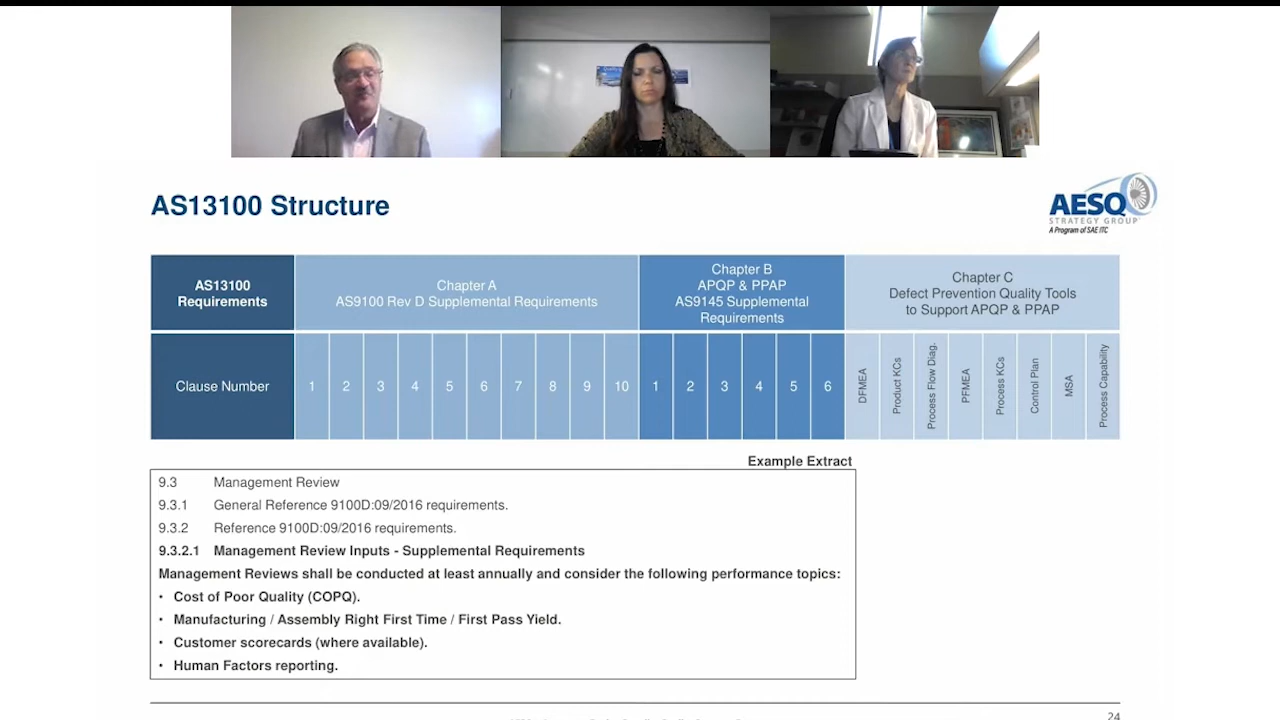 AS13100 Structure
AESQ
STRATEGY GROUP
A Program of SAE ITC
AS13100
Requirements
Chapter A
AS9100 Rev D Supplemental Requirements
Chapter B
APQP & PPAP
AS9145 Supplemental
Requirements
Chapter C
Defect Prevention Quality Tools
to Support APQP & PPAP
Clause Number
1 2 3 4 5 6 7 8 9 10
1 2 3 4 5 6
DFMEA
Product KCs
Process Flow Diag.
PFMEA
Process KCs
Control Plan
MSA
Process Capability
Example Extract
9.3 Management Review
9.3.1 General Reference 9100D:09/2016 requirements.
9.3.2 Reference 9100D:09/2016 requirements.
9.3.2.1 Management Review Inputs - Supplemental Requirements
Management Reviews shall be conducted at least annually and consider the following performance topics:
• Cost of Poor Quality (COPQ).
• Manufacturing / Assembly Right First Time / First Pass Yield.
• Customer scorecards (where available).
• Human Factors reporting.
24